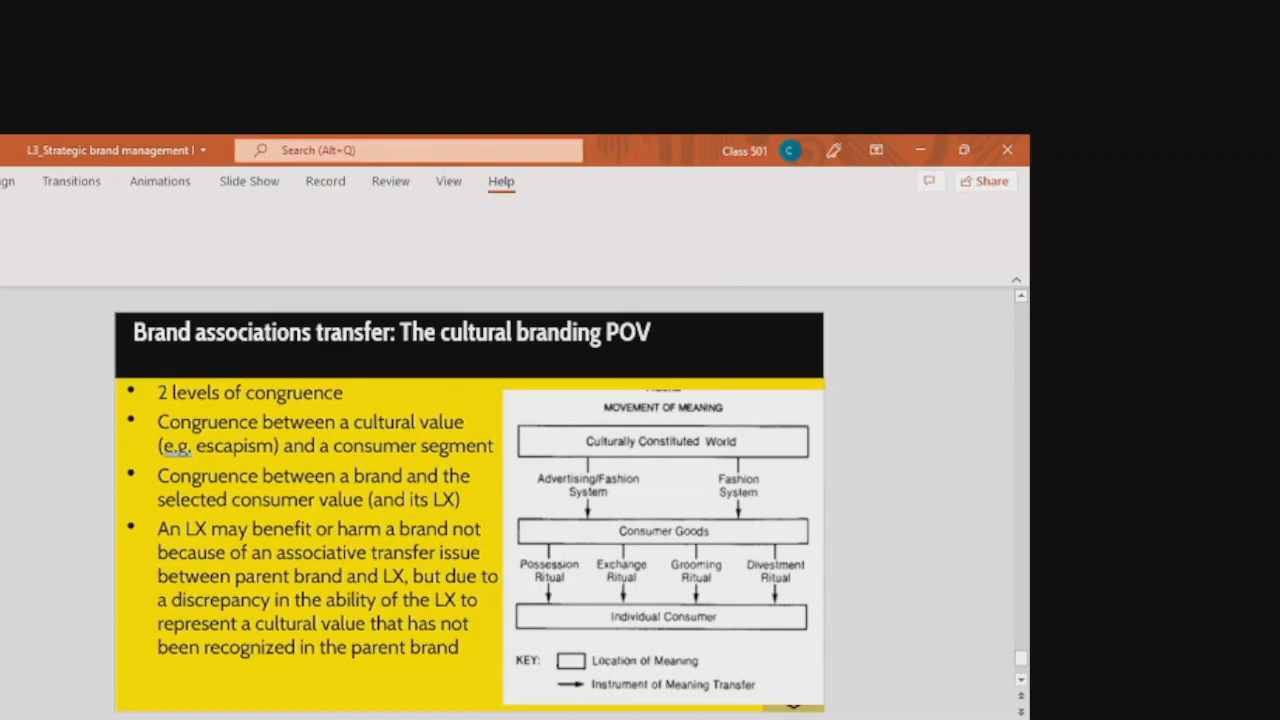 L3_Strategic brand management
Search (Alt+Q)
Class 501
C
gn
Transitions
Animations
Slide Show
Record
Review
View
Help
Share
Brand associations transfer: The cultural branding POV
• 2 levels of congruence
• Congruence between a cultural value
(e.g. escapism) and a consumer segment
• Congruence between a brand and the
selected consumer value (and its LX)
• An LX may benefit or harm a brand not
because of an associative transfer issue
between parent brand and LX, but due to
a discrepancy in the ability of the LX to
represent a cultural value that has not
been recognized in the parent brand
MOVEMENT OF MEANING
Culturally Constituted World
Advertising/Fashion
System
Fashion
System
Consumer Goods
Possession
Ritual
Exchange
Ritual
Grooming
Ritual
Divestment
Ritual
Individual Consumer
KEY:
Location of Meaning
Instrument of Meaning Transfer